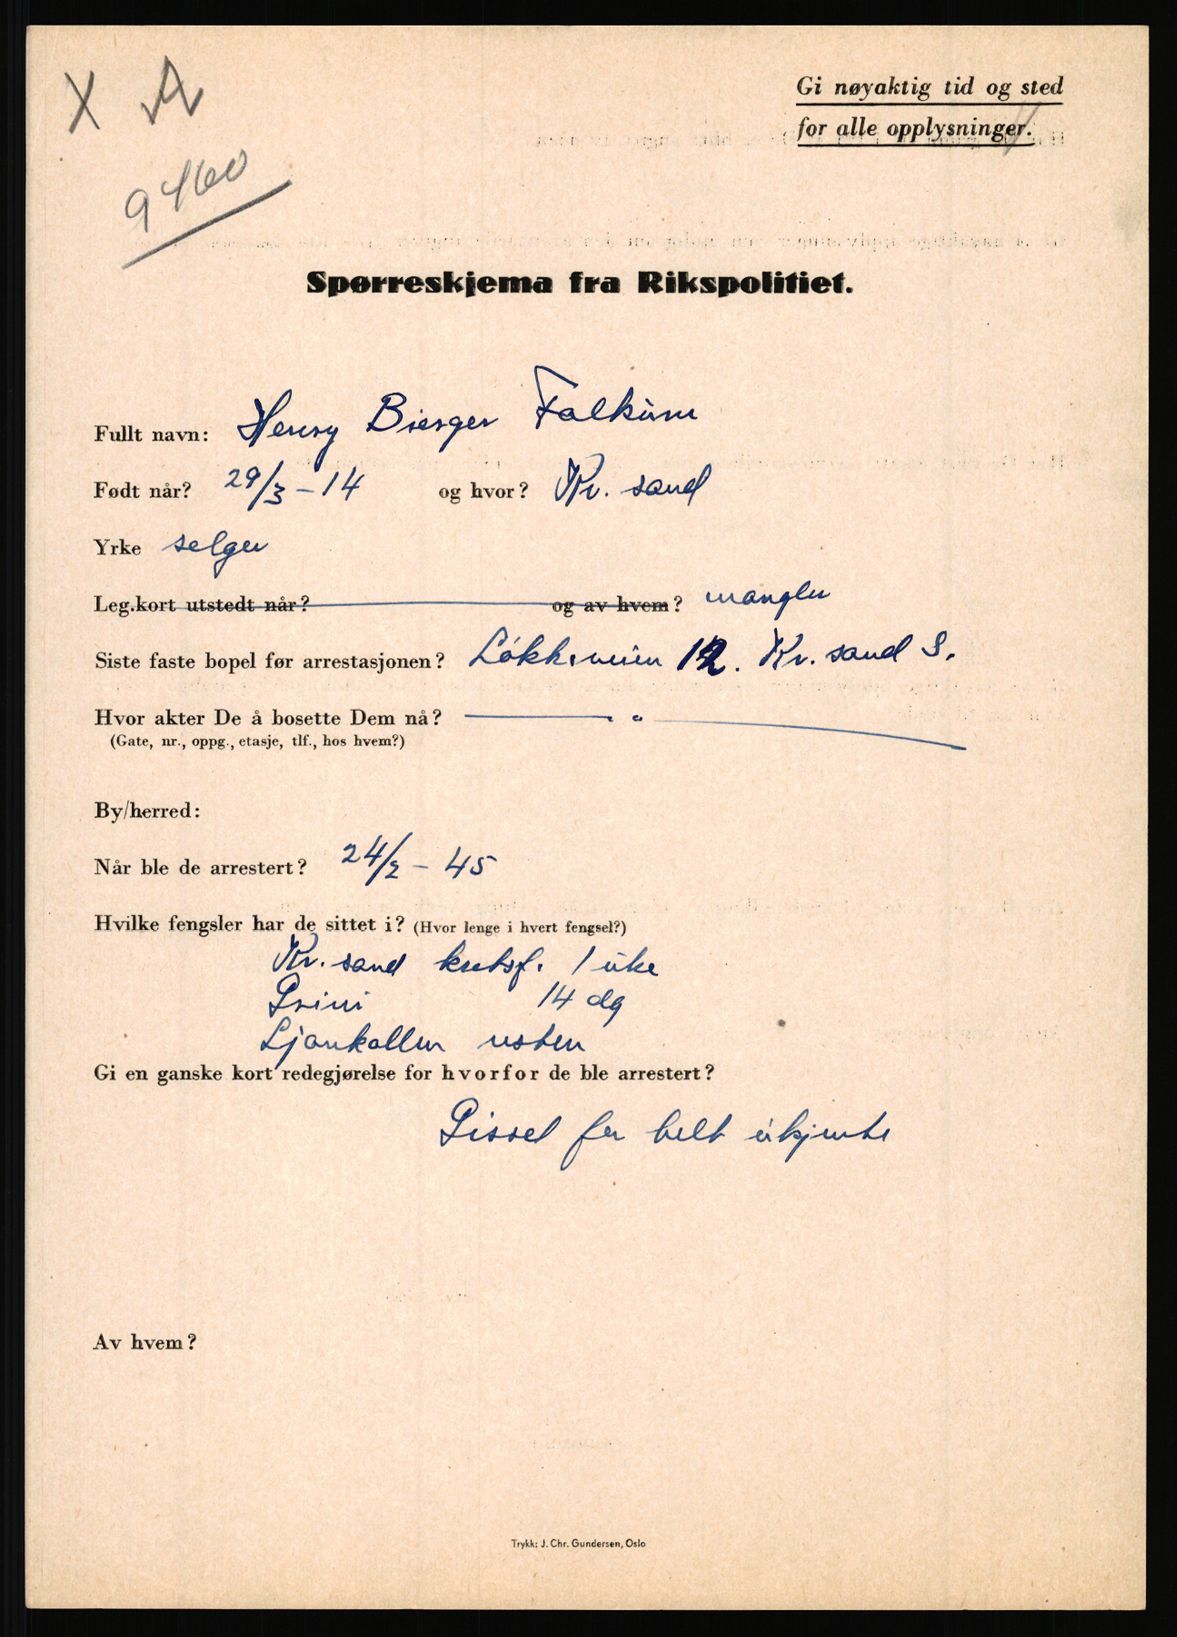 X A
9460
Gi nøyaktig tid og sted
for alle opplysninger.
Spørreskjema fra Rikspolitiet.
Fullt navn: Henry Birger Falkum
Født når? 29/3 - 14 og hvor? Kr. sand
Yrke selger
Leg.kort utstedt når? og av hvem? mangler
Siste faste bopel før arrestasjonen? Løkkeveien 12. Kr. sand S.
Hvor akter De å bosette Dem nå? — " —
(Gate, nr., oppg., etasje, tlf., hos hvem?)
By/herred:
Når ble de arrestert? 24/2 - 45
Hvilke fengsler har de sittet i? (Hvor lenge i hvert fengsel?)
Kr. sand kretsf. 1 uke
Grini 14 dg
Ljankollen resten
Gi en ganske kort redegjørelse for hvorfor de ble arrestert?
Gissel for helt ukjente
Av hvem?
Trykk: J. Chr. Gundersen, Oslo